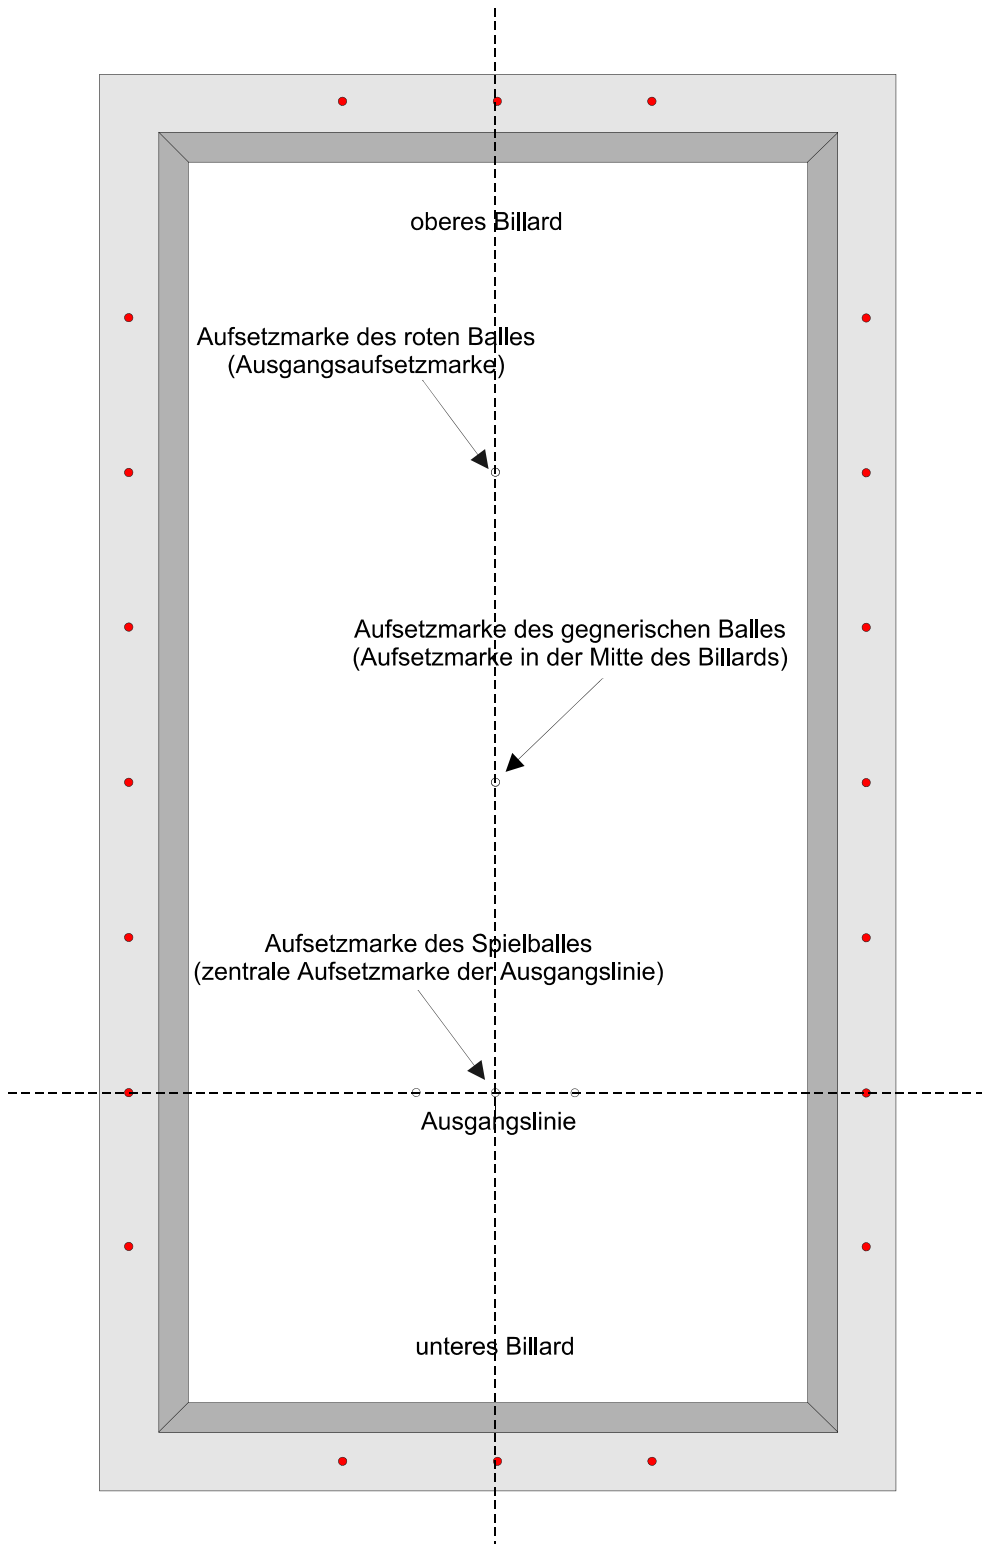 oberes Billard
Aufsetzmarke des roten Balles
(Ausgangsaufsetzmarke)
Aufsetzmarke des gegnerischen Balles
(Aufsetzmarke in der Mitte des Billards)
Aufsetzmarke des Spielballes
(zentrale Aufsetzmarke der Ausgangslinie)
Ausgangslinie
unteres Billard